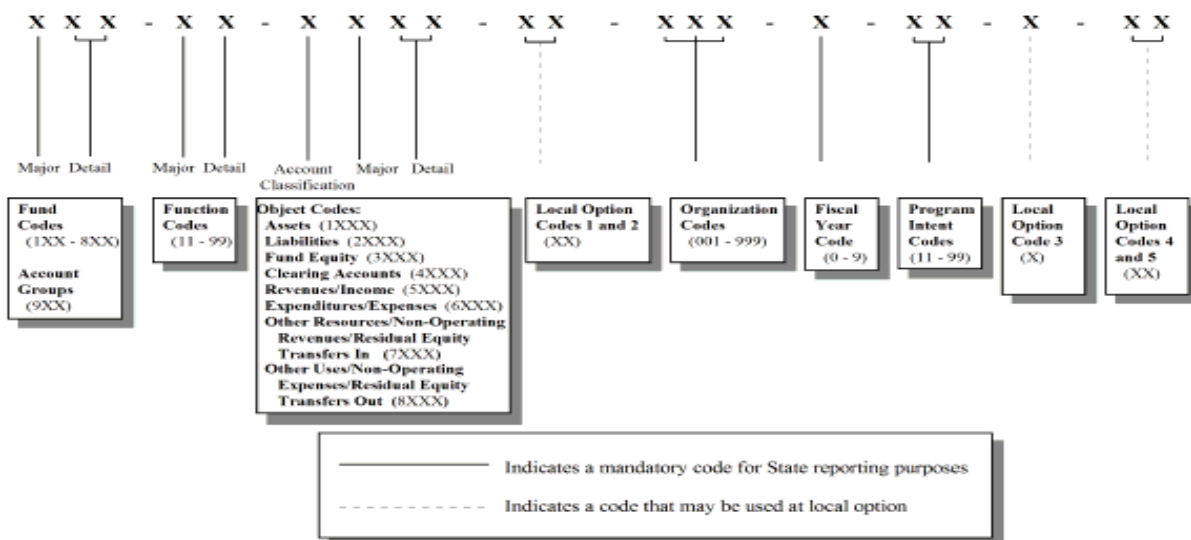 X X X - X X - X X X X - X X - X X X - X - X X - X - X X
Major Detail Major Detail Account Major Detail
Classification
Fund
Codes
(1XX - 8XX)
Account
Groups
(9XX)
Function
Codes
(11 - 99)
Object Codes:
Assets (1XXX)
Liabilities (2XXX)
Fund Equity (3XXX)
Clearing Accounts (4XXX)
Revenues/Income (5XXX)
Expenditures/Expenses (6XXX)
Other Resources/Non-Operating
Revenues/Residual Equity
Transfers In (7XXX)
Other Uses/Non-Operating
Expenses/Residual Equity
Transfers Out (8XXX)
Local Option
Codes 1 and 2
(XX)
Organization
Codes
(001 - 999)
Fiscal
Year
Code
(0 - 9)
Program
Intent
Codes
(11 - 99)
Local
Option
Code 3
(X)
Local
Option
Codes 4
and 5
(XX)
Indicates a mandatory code for State reporting purposes
Indicates a code that may be used at local option